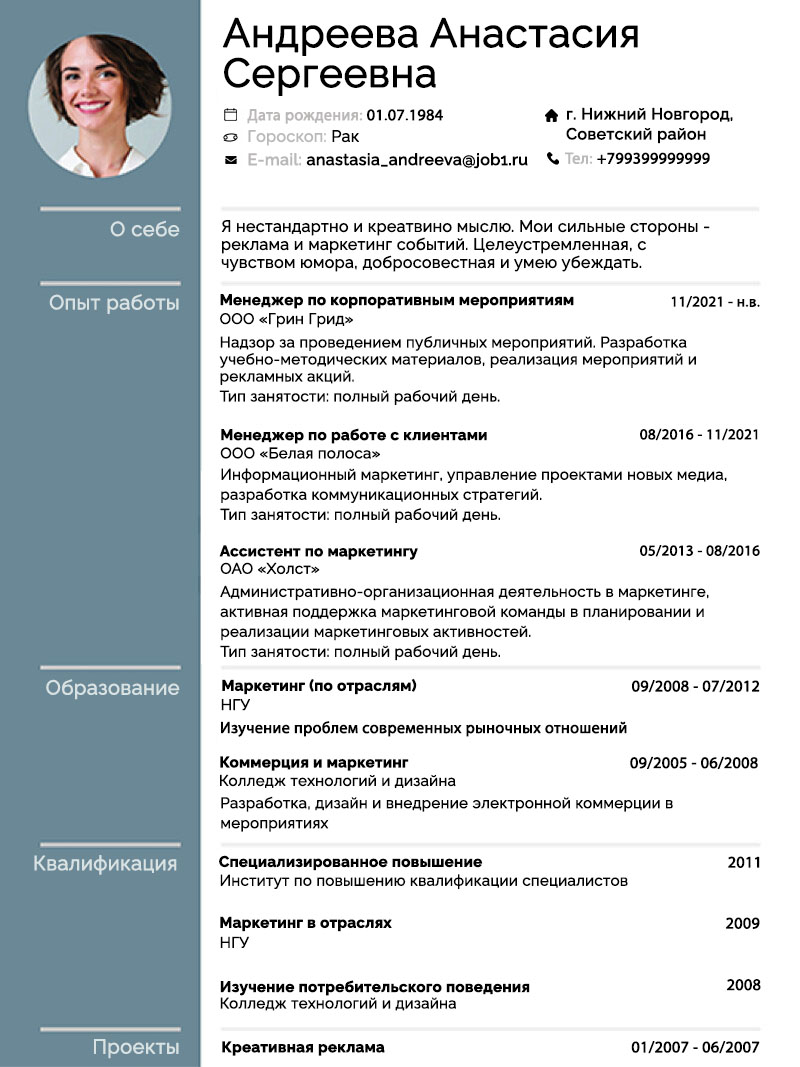 Андреева Анастасия
Сергеевна
Дата рождения: 01.07.1984
Гороскоп: Рак
E-mail: anastasia_andreeva@job1.ru
г. Нижний Новгород,
Советский район
Тел: +799399999999
О себе
Я нестандартно и креатвино мыслю. Мои сильные стороны -
реклама и маркетинг событий. Целеустремленная, с
чувством юмора, добросовестная и умею убеждать.
Опыт работы
Менеджер по корпоративным мероприятиям 11/2021 - н.в.
ООО «Грин Грид»
Надзор за проведением публичных мероприятий. Разработка
учебно-методических материалов, реализация мероприятий и
рекламных акций.
Тип занятости: полный рабочий день.
Менеджер по работе с клиентами 08/2016 - 11/2021
ООО «Белая полоса»
Информационный маркетинг, управление проектами новых медиа,
разработка коммуникационных стратегий.
Тип занятости: полный рабочий день.
Ассистент по маркетингу 05/2013 - 08/2016
ОАО «Холст»
Административно-организационная деятельность в маркетинге,
активная поддержка маркетинговой команды в планировании и
реализации маркетинговых активностей.
Тип занятости: полный рабочий день.
Образование
Маркетинг (по отраслям) 09/2008 - 07/2012
НГУ
Изучение проблем современных рыночных отношений
Коммерция и маркетинг 09/2005 - 06/2008
Колледж технологий и дизайна
Разработка, дизайн и внедрение электронной коммерции в
мероприятиях
Квалификация
Специализированное повышение 2011
Институт по повышению квалификации специалистов
Маркетинг в отраслях 2009
НГУ
Изучение потребительского поведения 2008
Колледж технологий и дизайна
Проекты
Креативная реклама 01/2007 - 06/2007